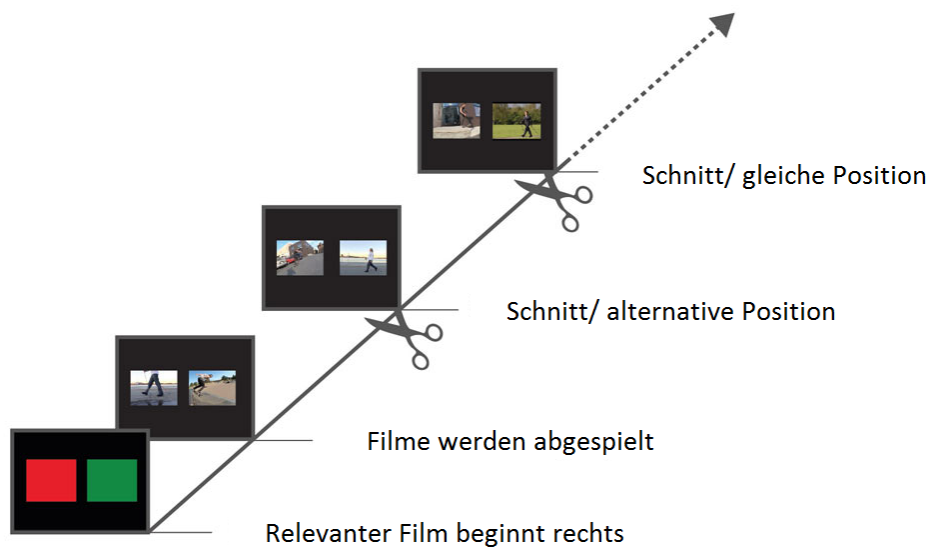 Schnitt/ gleiche Position
Schnitt/ alternative Position
Filme werden abgespielt
Relevanter Film beginnt rechts